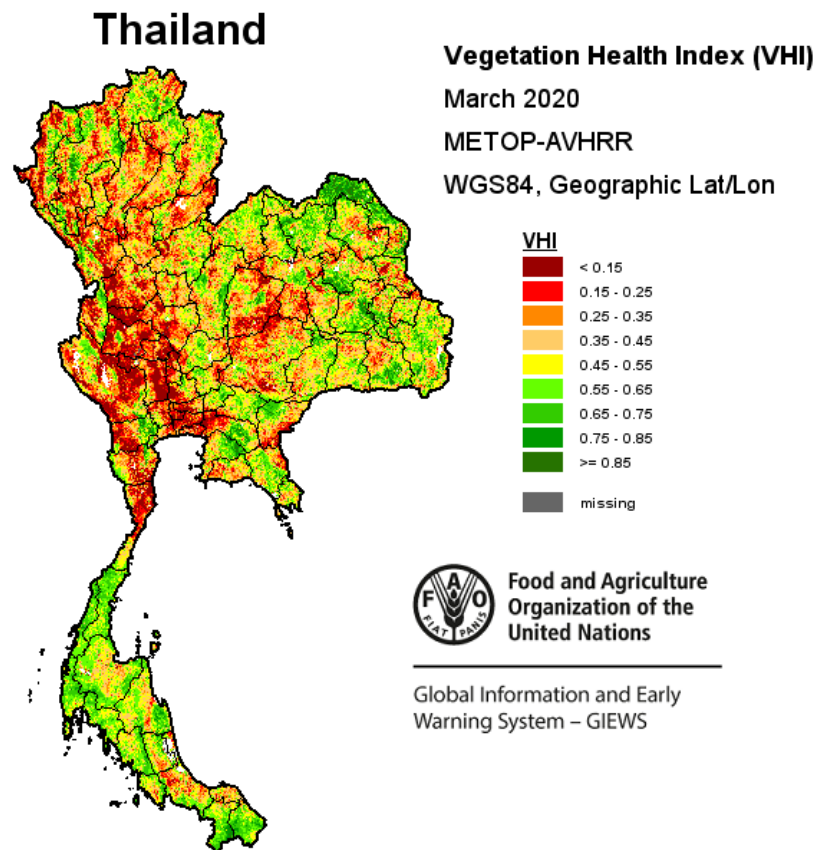 Thailand
Vegetation Health Index (VHI)
March 2020
METOP-AVHRR
WGS84, Geographic Lat/Lon
VHI
< 0.15
0.15 - 0.25
0.25 - 0.35
0.35 - 0.45
0.45 - 0.55
0.55 - 0.65
0.65 - 0.75
0.75 - 0.85
>= 0.85
missing
F A O
FIAT PANIS
Food and Agriculture
Organization of the
United Nations
Global Information and Early
Warning System – GIEWS